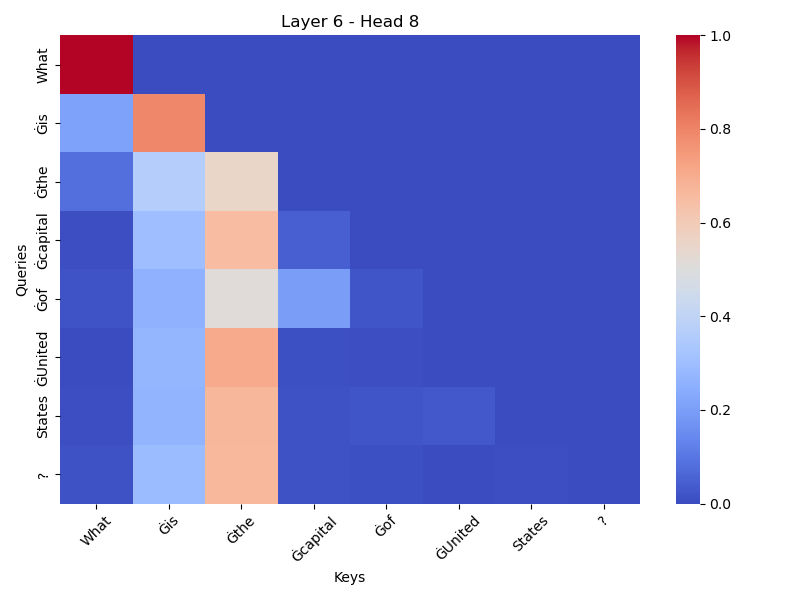 Layer 6 - Head 8
Queries
What
Ġis
Ġthe
Ġcapital
Ġof
ĠUnited
States
?
What
Ġis
Ġthe
Ġcapital
Ġof
ĠUnited
States
?
Keys
1.0
0.8
0.6
0.4
0.2
0.0